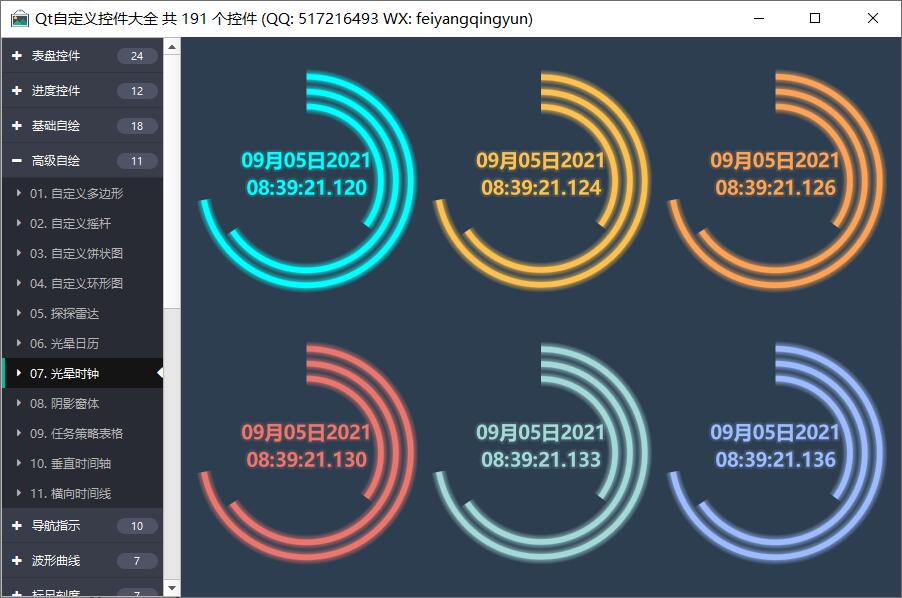 Qt自定义控件大全 共 191 个控件 (QQ: 517216493 WX: feiyangqingyun)
表盘控件 24
进度控件 12
基础自绘 18
高级自绘 11
01. 自定义多边形
02. 自定义摇杆
03. 自定义饼状图
04. 自定义环形图
05. 探探雷达
06. 光晕日历
07. 光晕时钟
08. 阴影窗体
09. 任务策略表格
10. 垂直时间轴
11. 横向时间线
导航指示 10
波形曲线 7
标尺刻度 7
09月05日2021
08:39:21.120
09月05日2021
08:39:21.124
09月05日2021
08:39:21.126
09月05日2021
08:39:21.130
09月05日2021
08:39:21.133
09月05日2021
08:39:21.136